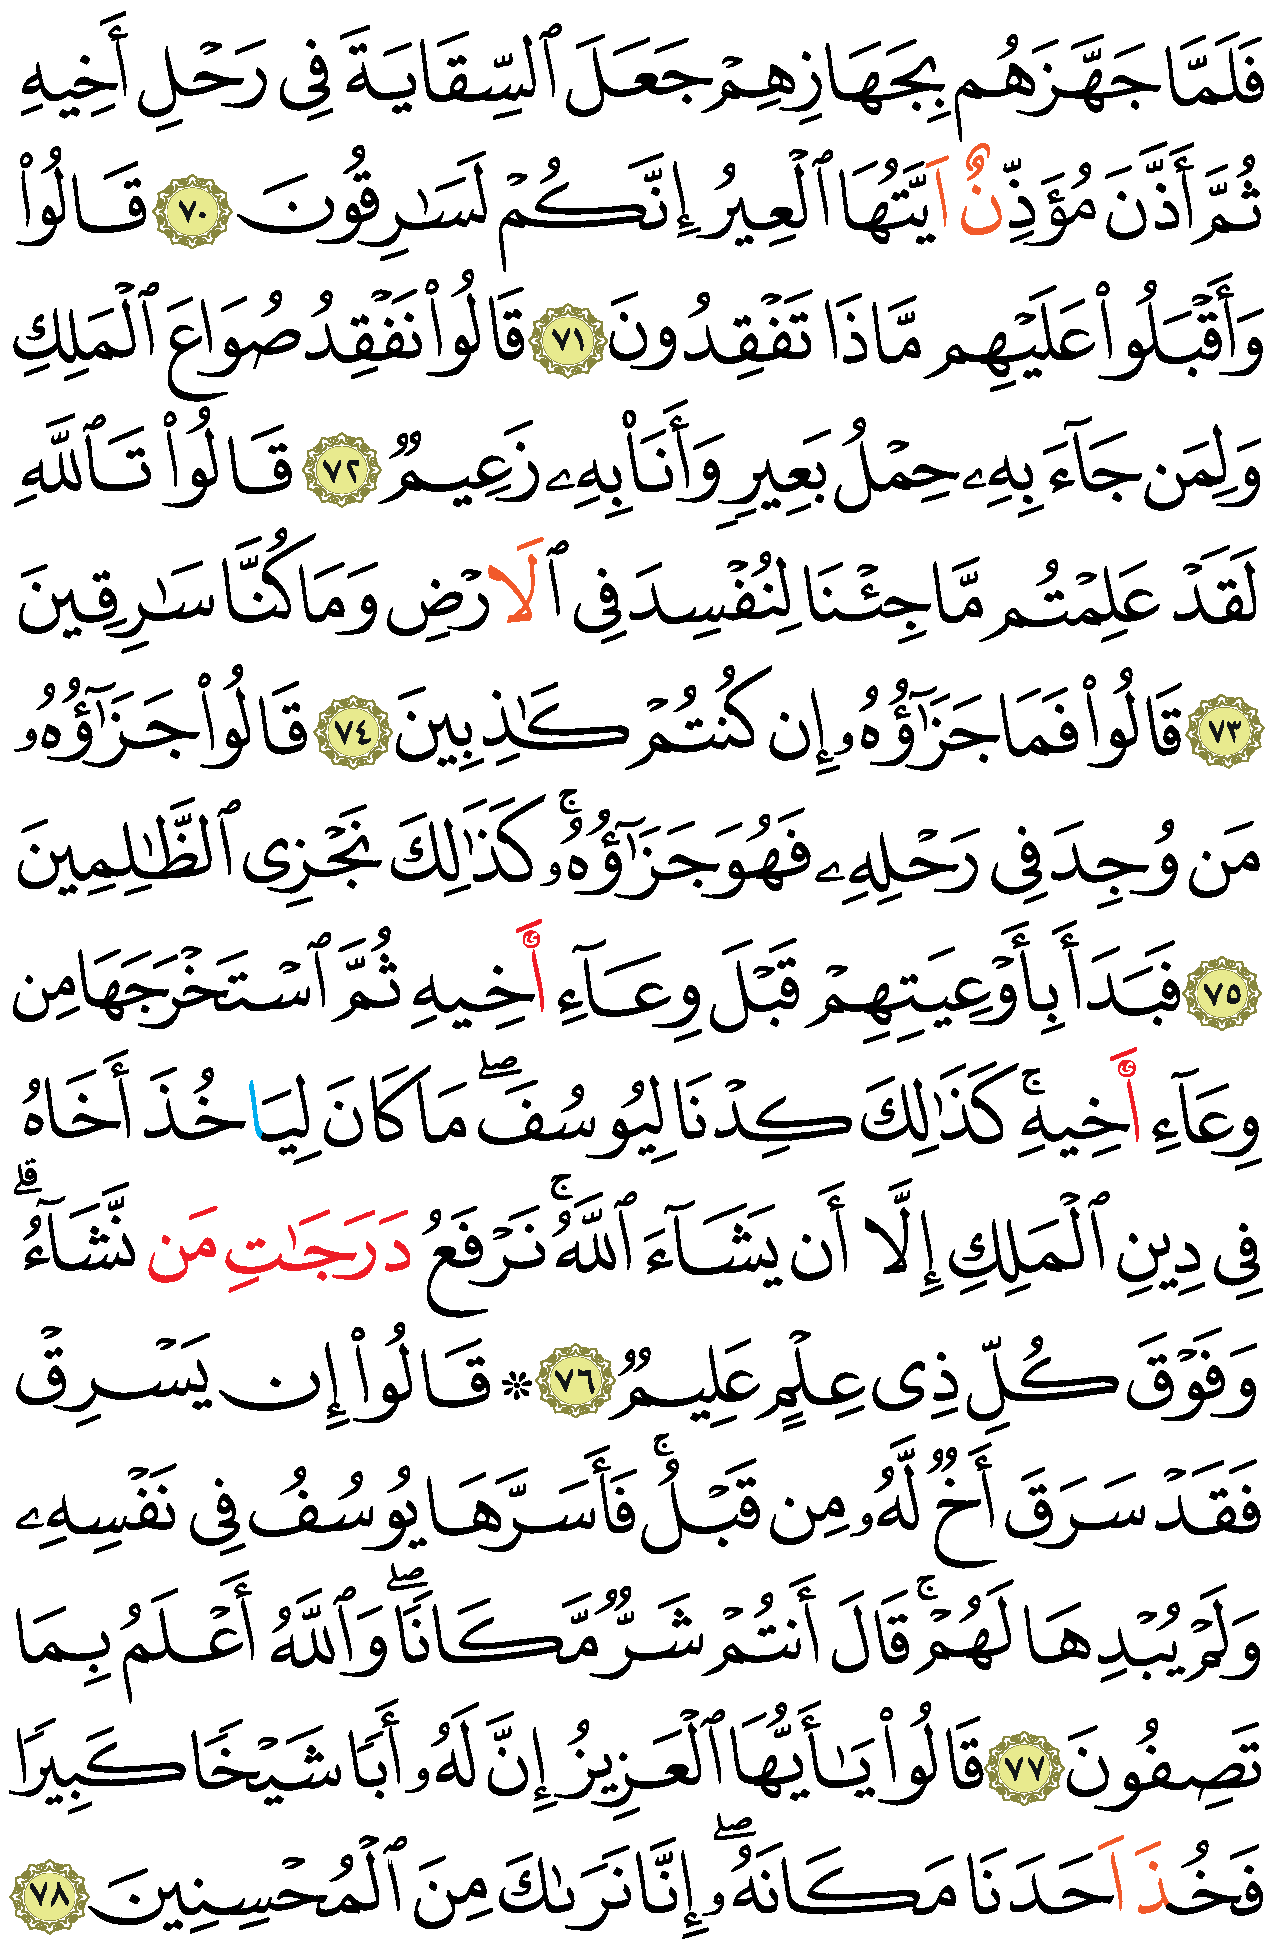 فَلَمَّا جَهَّزَهُم بِجَهَازِهِمْ جَعَلَ ٱلسِّقَايَةَ فِى رَحْلِ أَخِيهِ
ثُمَّ أَذَّنَ مُؤَذِّنٌ اَيَّتُهَا ٱلْعِيرُ إِنَّكُمْ لَسَـٰرِقُونَ ٧٠ قَالُوا۟
وَأَقْبَلُوا۟ عَلَيْهِم مَّاذَا تَفْقِدُونَ ٧١ قَالُوا۟ نَفْقِدُ صُوَاعَ ٱلْمَلِكِ
وَلِمَن جَآءَ بِهِۦ حِمْلُ بَعِيرٍ وَأَنَا۠ بِهِۦ زَعِيمٌ ٧٢ قَالُوا۟ تَٱللَّهِ
لَقَدْ عَلِمْتُم مَّا جِئْنَا لِنُفْسِدَ فِى ٱلَارْضِ وَمَا كُنَّا سَـٰرِقِينَ
٧٣ قَالُوا۟ فَمَا جَزَٰٓؤُهُۥ إِن كُنتُمْ كَـٰذِبِينَ ٧٤ قَالُوا۟ جَزَٰٓؤُهُۥ
مَن وُجِدَ فِى رَحْلِهِۦ فَهُوَ جَزَٰٓؤُهُۥ ۚ كَذَٰلِكَ نَجْزِى ٱلظَّـٰلِمِينَ
٧٥ فَبَدَأَ بِأَوْعِيَتِهِمْ قَبْلَ وِعَآءِ اَ۬خِيهِ ثُمَّ ٱسْتَخْرَجَهَا مِن
وِعَآءِ اَ۬خِيهِ ۚ كَذَٰلِكَ كِدْنَا لِيُوسُفَ ۖ مَا كَانَ لِيَاخُذَ أَخَاهُ
فِى دِينِ ٱلْمَلِكِ إِلَّا أَن يَشَآءَ ٱللَّهُ ۚ نَرْفَعُ دَرَجَـٰتِ مَن نَّشَآءُ ۗ
وَفَوْقَ كُلِّ ذِى عِلْمٍ عَلِيمٌ ٧٦ ۞ قَالُوا۟ إِن يَسْرِقْ
فَقَدْ سَرَقَ أَخٌ لَّهُۥ مِن قَبْلُ ۚ فَأَسَرَّهَا يُوسُفُ فِى نَفْسِهِۦ
وَلَمْ يُبْدِهَا لَهُمْ ۚ قَالَ أَنتُمْ شَرٌّ مَّكَانًا ۖ وَٱللَّهُ أَعْلَمُ بِمَا
تَصِفُونَ ٧٧ قَالُوا۟ يَـٰأَيُّهَا ٱلْعَزِيزُ إِنَّ لَهُۥ أَبًا شَيْخًا كَبِيرًا
فَخُذَ اَحَدَنَا مَكَانَهُۥ ۖ إِنَّا نَرَىٰكَ مِنَ ٱلْمُحْسِنِينَ ٧٨